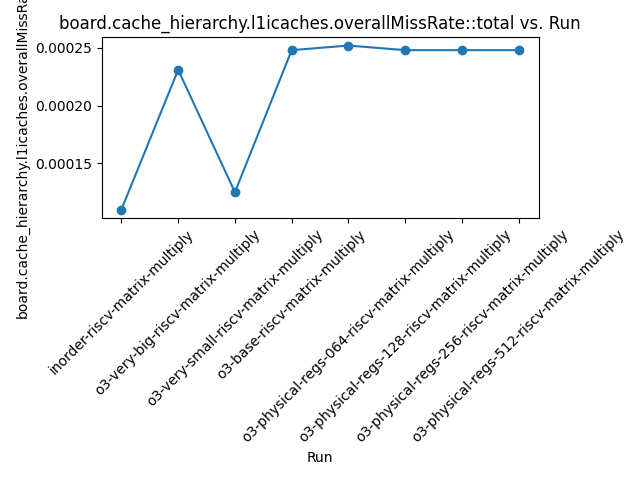 board.cache_hierarchy.l1icaches.overallMissRate::total vs. Run
board.cache_hierarchy.l1icaches.overallMissRa
0.00025
0.00020
0.00015
inorder-riscv-matrix-multiply
o3-very-big-riscv-matrix-multiply
o3-very-small-riscv-matrix-multiply
o3-base-riscv-matrix-multiply
o3-physical-regs-064-riscv-matrix-multiply
o3-physical-regs-128-riscv-matrix-multiply
o3-physical-regs-256-riscv-matrix-multiply
o3-physical-regs-512-riscv-matrix-multiply
Run